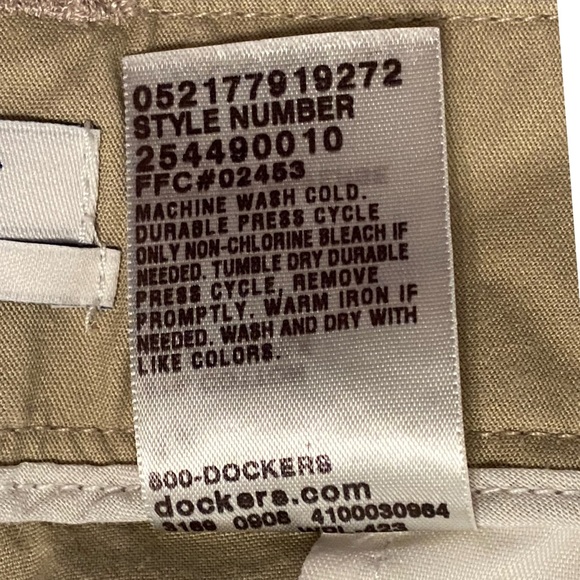 052177919272
STYLE NUMBER
254490010
FFC#02453
MACHINE WASH COLD.
DURABLE PRESS CYCLE
ONLY NON-CHLORINE BLEACH IF
NEEDED. TUMBLE DRY DURABLE
PRESS CYCLE, REMOVE
PROMPTLY. WARM IRON IF
NEEDED. WASH AND DRY WITH
LIKE COLORS.
800-DOCKERS
dockers.com
0908 4100030964